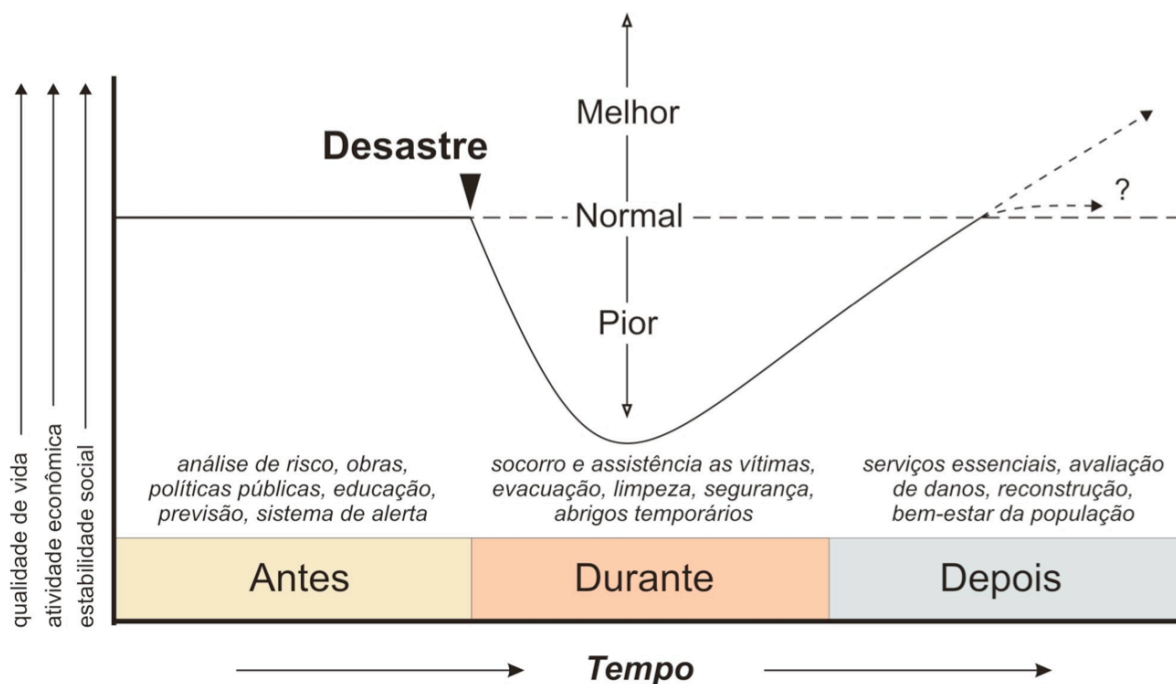 Melhor
Desastre
?
Normal
Pior
qualidade de vida
atividade econômica
estabilidade social
análise de risco, obras,
políticas públicas, educação,
previsão, sistema de alerta
socorro e assistência as vítimas,
evacuação, limpeza, segurança,
abrigos temporários
serviços essenciais, avaliação
de danos, reconstrução,
bem-estar da população
Antes
Durante
Depois
Tempo